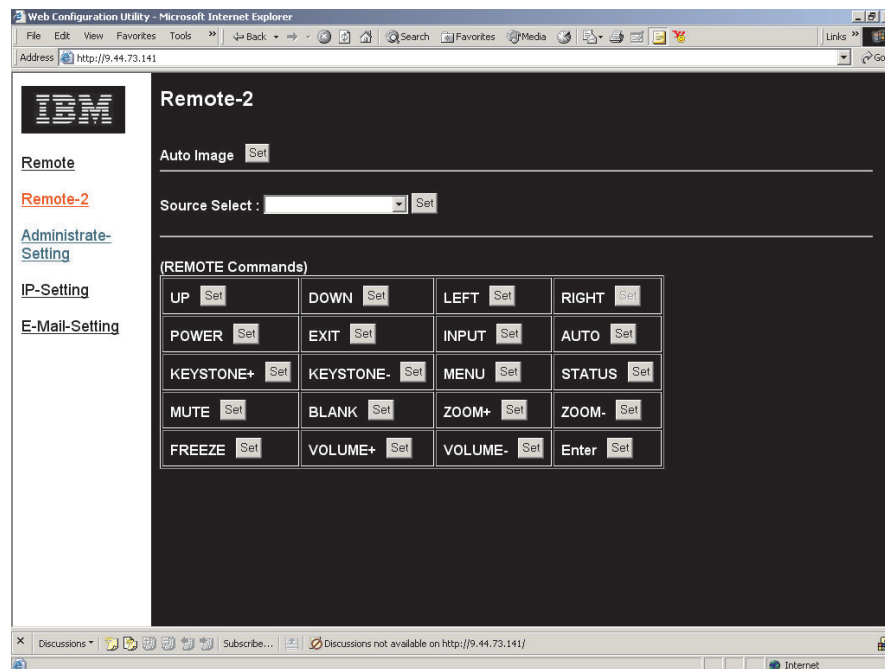 Web Configuration Utility - Microsoft Internet Explorer
File Edit View Favorites Tools » Back Search Favorites Media Links »
Address http://9.44.73.141 Go
IBM
Remote
Remote-2
Administrate-
Setting
IP-Setting
E-Mail-Setting
Remote-2
Auto Image Set
Source Select : Set
(REMOTE Commands)
UP Set DOWN Set LEFT Set RIGHT Set
POWER Set EXIT Set INPUT Set AUTO Set
KEYSTONE+ Set KEYSTONE- Set MENU Set STATUS Set
MUTE Set BLANK Set ZOOM+ Set ZOOM- Set
FREEZE Set VOLUME+ Set VOLUME- Set Enter Set
Discussions Subscribe... Discussions not available on http://9.44.73.141/
Internet